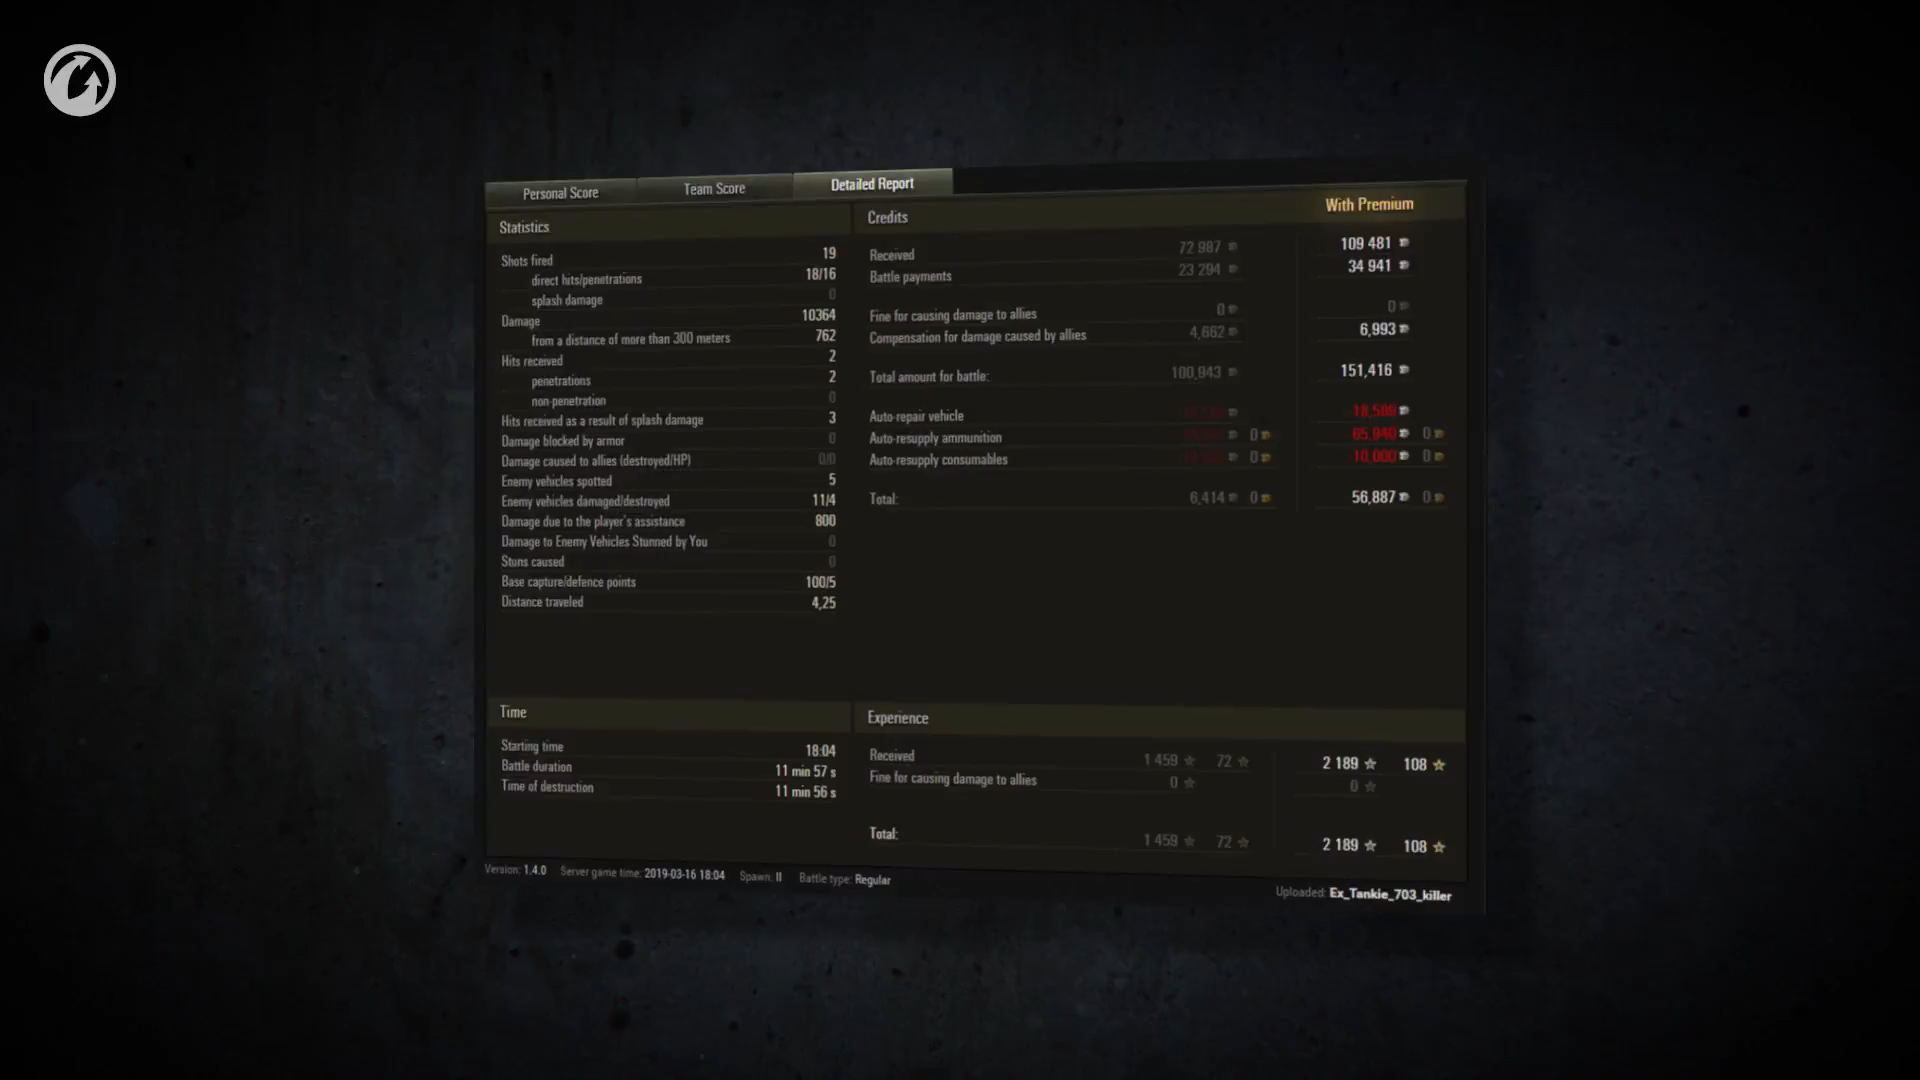 Personal Score Team Score Detailed Report
Statistics
Shots fired 19
direct hits/penetrations 18/16
splash damage 0
Damage 10364
from a distance of more than 300 meters 762
Hits received 2
penetrations 2
non-penetration 0
Hits received as a result of splash damage 3
Damage blocked by armor 0
Damage caused to allies (destroyed/HP) 0/0
Enemy vehicles spotted 5
Enemy vehicles damaged/destroyed 11/4
Damage due to the player's assistance 800
Damage to Enemy Vehicles Stunned by You 0
Stuns caused 0
Base capture/defence points 100/5
Distance traveled 4,25
Credits With Premium
Received 72 987 109 481
Battle payments 23 294 34 941
Fine for causing damage to allies 0 0
Compensation for damage caused by allies 4,662 6,993
Total amount for battle: 100,943 151,416
Auto-repair vehicle -18,589
Auto-resupply ammunition 0 -65,940 0
Auto-resupply consumables 0 -10,000 0
Total: 6,414 0 56,887 0
Time
Starting time 18:04
Battle duration 11 min 57 s
Time of destruction 11 min 56 s
Experience
Received 1 459 72 2 189 108
Fine for causing damage to allies 0 0
Total: 1 459 72 2 189 108
Version: 1.4.0 Server game time: 2019-03-16 18:04 Spawn: II Battle type: Regular
Uploaded: Ex_Tankie_703_killer